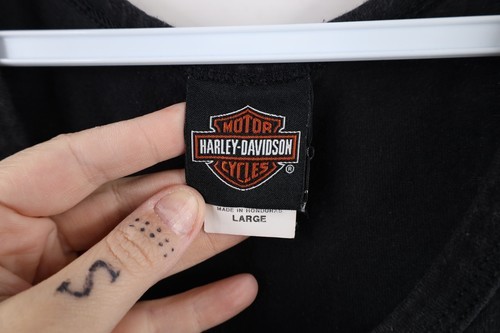 MOTOR
HARLEY-DAVIDSON
CYCLES
®
MADE IN HONDURAS
LARGE
S